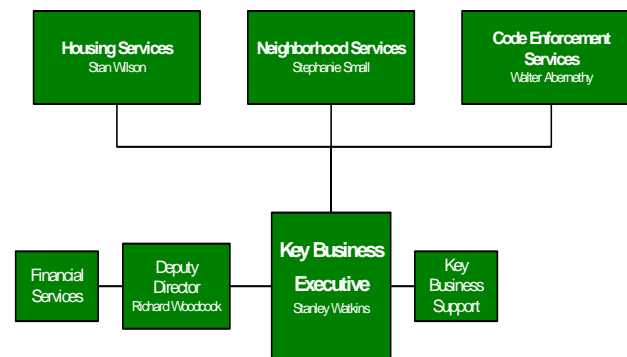 Housing Services
Stan Wilson
Neighborhood Services
Stephanie Small
Code Enforcement
Services
Walter Abernethy
Financial
Services
Deputy
Director
Richard Woodcock
Key Business
Executive
Stanley Watkins
Key
Business
Support